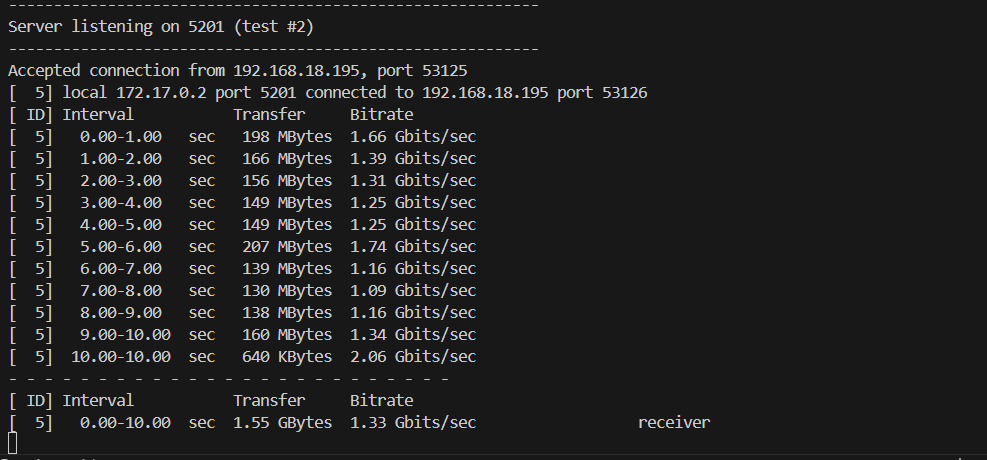 -----------------------------------------------------------
Server listening on 5201 (test #2)
-----------------------------------------------------------
Accepted connection from 192.168.18.195, port 53125
[  5] local 172.17.0.2 port 5201 connected to 192.168.18.195 port 53126
[ ID] Interval           Transfer     Bitrate
[  5]   0.00-1.00   sec   198 MBytes  1.66 Gbits/sec
[  5]   1.00-2.00   sec   166 MBytes  1.39 Gbits/sec
[  5]   2.00-3.00   sec   156 MBytes  1.31 Gbits/sec
[  5]   3.00-4.00   sec   149 MBytes  1.25 Gbits/sec
[  5]   4.00-5.00   sec   149 MBytes  1.25 Gbits/sec
[  5]   5.00-6.00   sec   207 MBytes  1.74 Gbits/sec
[  5]   6.00-7.00   sec   139 MBytes  1.16 Gbits/sec
[  5]   7.00-8.00   sec   130 MBytes  1.09 Gbits/sec
[  5]   8.00-9.00   sec   138 MBytes  1.16 Gbits/sec
[  5]   9.00-10.00  sec   160 MBytes  1.34 Gbits/sec
[  5]  10.00-10.00  sec   640 KBytes  2.06 Gbits/sec
- - - - - - - - - - - - - - - - - - - - - - - - -
[ ID] Interval           Transfer     Bitrate
[  5]   0.00-10.00  sec  1.55 GBytes  1.33 Gbits/sec                  receiver